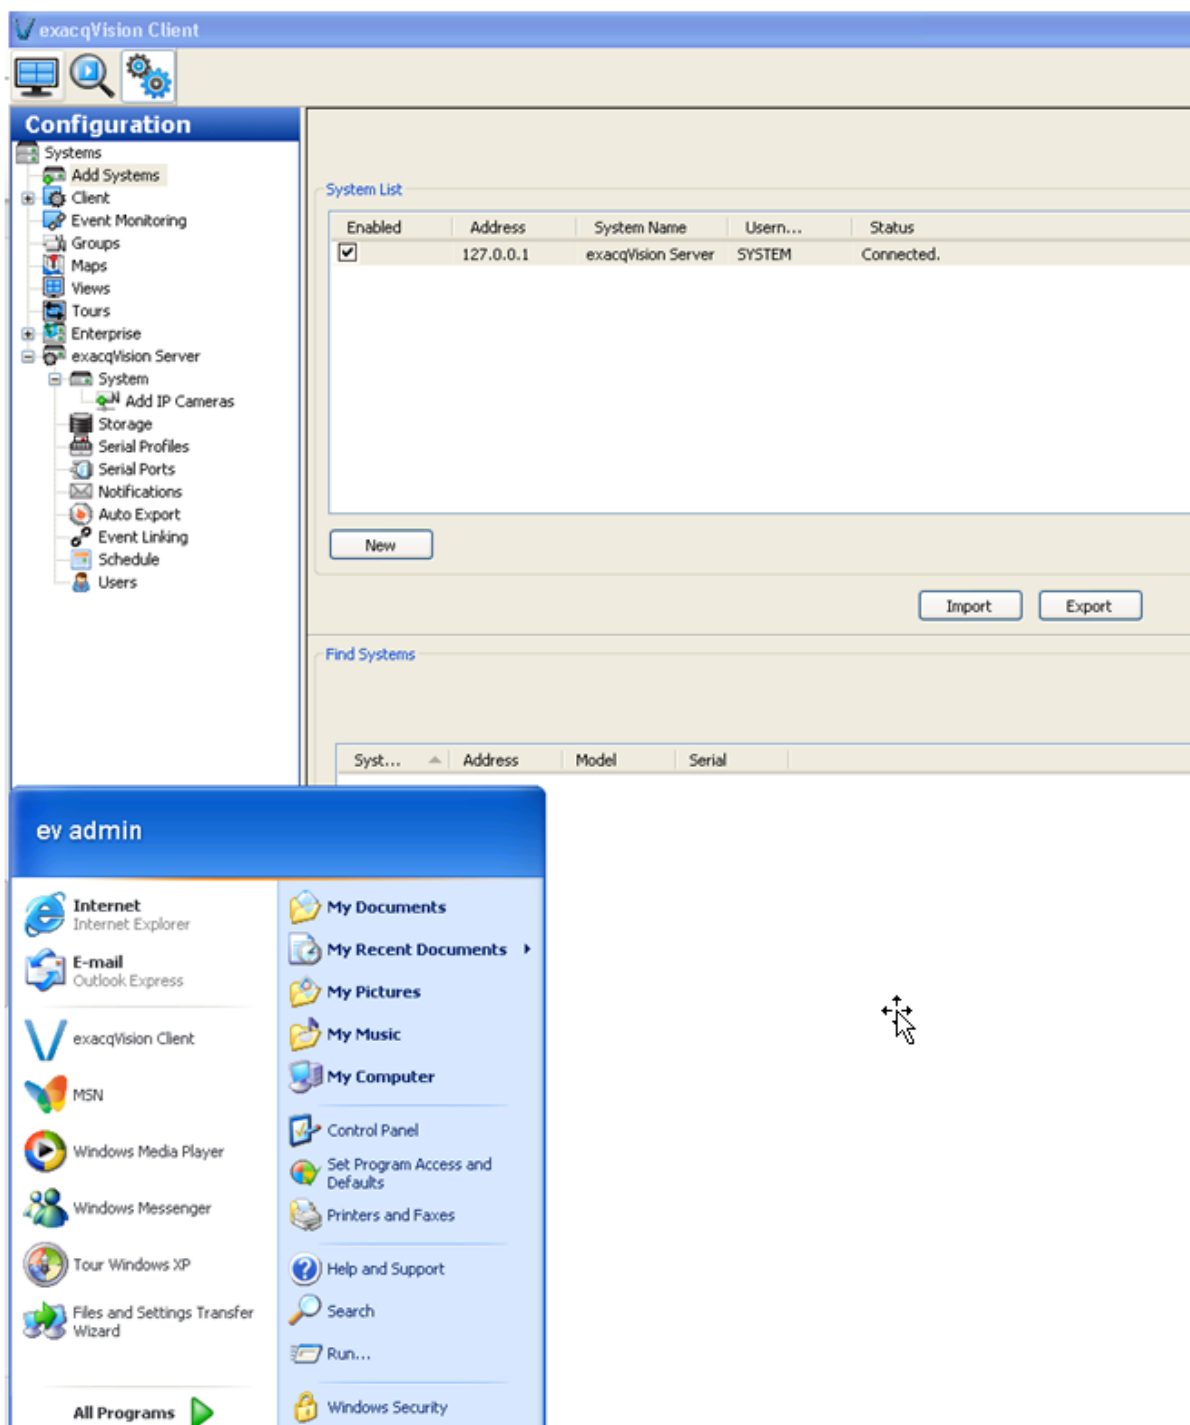 exacqVision Client
Configuration
Systems
Add Systems
Client
Event Monitoring
Groups
Maps
Views
Tours
Enterprise
exacqVision Server
System
Add IP Cameras
Storage
Serial Profiles
Serial Ports
Notifications
Auto Export
Event Linking
Schedule
Users
System List
Enabled Address System Name Usern... Status
127.0.0.1 exacqVision Server SYSTEM Connected.
New
Import Export
Find Systems
Syst... Address Model Serial
ev admin
Internet
Internet Explorer
E-mail
Outlook Express
exacqVision Client
MSN
Windows Media Player
Windows Messenger
Tour Windows XP
Files and Settings Transfer
Wizard
All Programs
My Documents
My Recent Documents
My Pictures
My Music
My Computer
Control Panel
Set Program Access and
Defaults
Printers and Faxes
Help and Support
Search
Run...
Windows Security